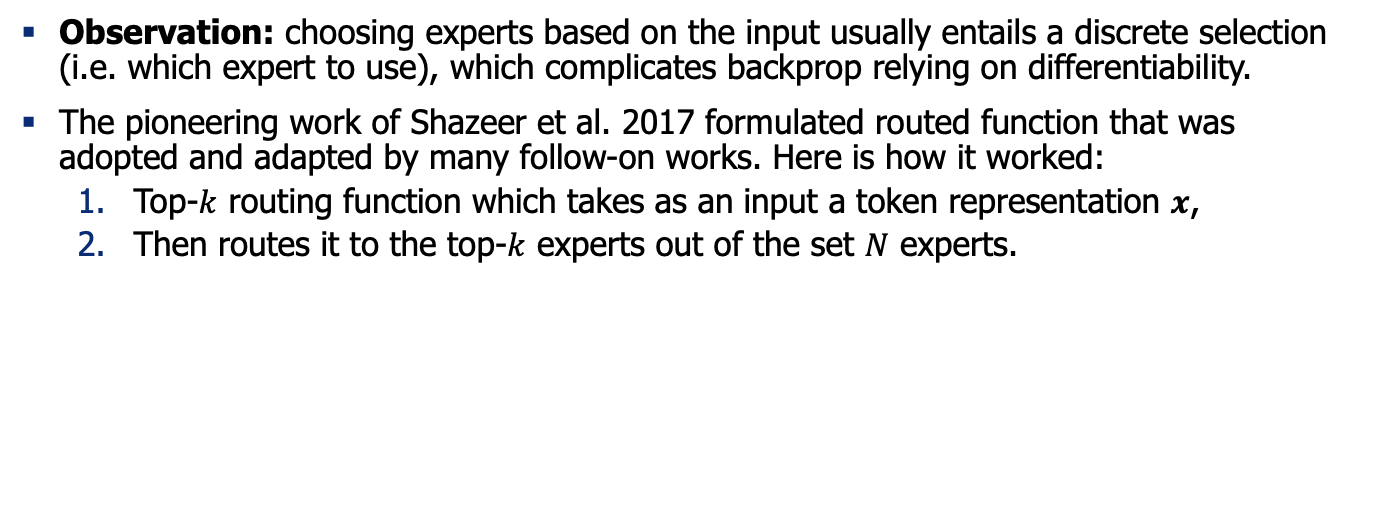 ▪ Observation: choosing experts based on the input usually entails a discrete selection
(i.e. which expert to use), which complicates backprop relying on differentiability.
▪ The pioneering work of Shazeer et al. 2017 formulated routed function that was
adopted and adapted by many follow-on works. Here is how it worked:
1. Top-k routing function which takes as an input a token representation x,
2. Then routes it to the top-k experts out of the set N experts.